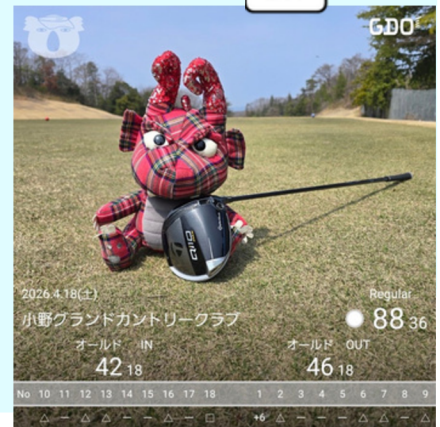 GDO
Qi10
2026.4.18(土)
Regular
小野グランドカントリークラブ
88 36
オールド IN
オールド OUT
42 18
46 18
No 10 11 12 13 14 15 16 17 18 1 2 3 4 5 6 7 8 9
△ － △ △ － － △ － □ +6 △ － － － △ △ － △